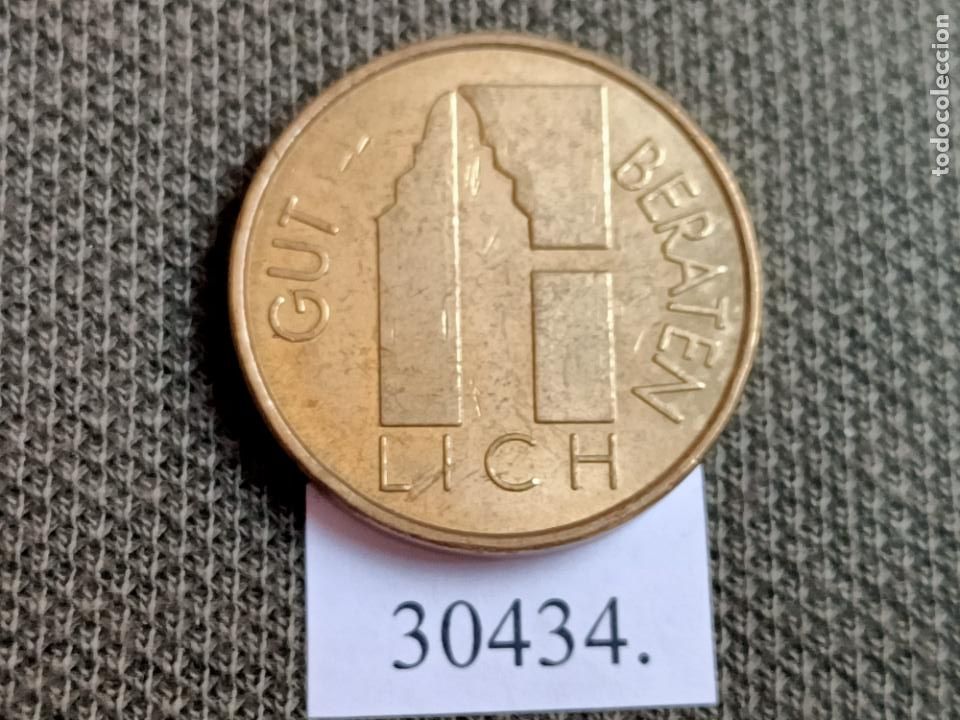 GUT
BERATEN
LICH
30434.
todocoleccion